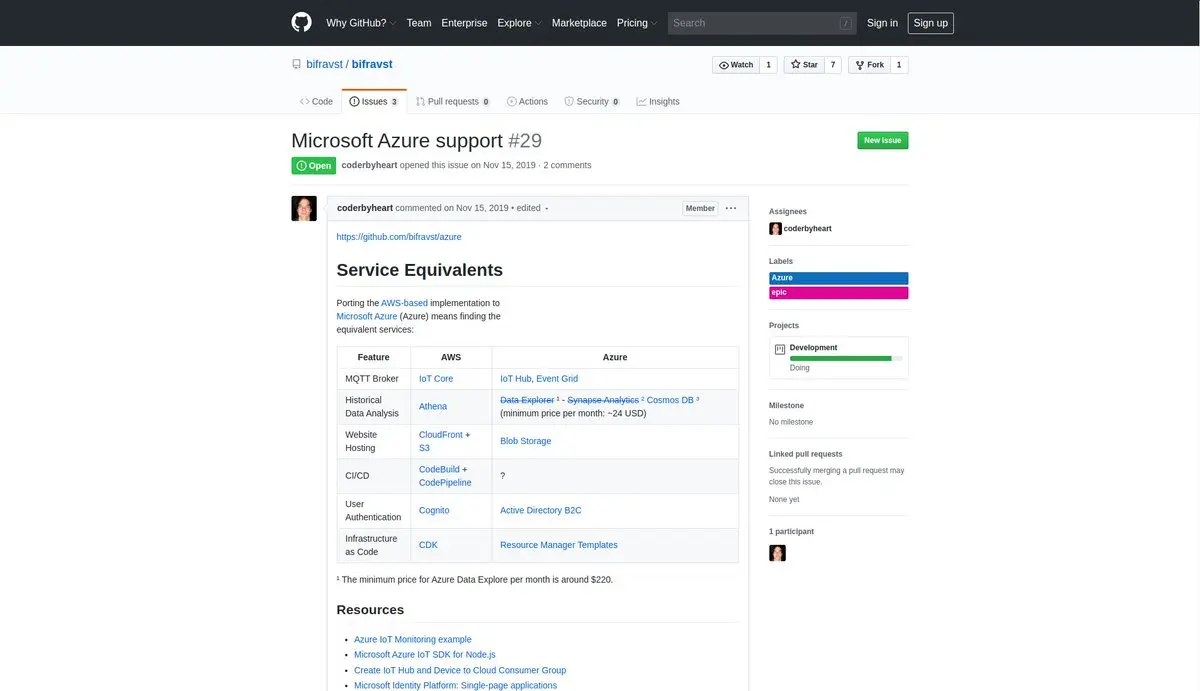 Why GitHub? Team Enterprise Explore Marketplace Pricing Search / Sign in Sign up
bifravst / bifravst
Watch 1 Star 7 Fork 1
Code Issues 3 Pull requests 0 Actions Security 0 Insights
Microsoft Azure support #29
New issue
Open coderbyheart opened this issue on Nov 15, 2019 · 2 comments
coderbyheart commented on Nov 15, 2019 • edited
Member ···
https://github.com/bifravst/azure
Service Equivalents
Porting the AWS-based implementation to
Microsoft Azure (Azure) means finding the
equivalent services:
Feature AWS Azure
MQTT Broker IoT Core IoT Hub, Event Grid
Historical
Data Analysis
Athena
Data Explorer ¹ - Synapse Analytics ² Cosmos DB ³
(minimum price per month: ~24 USD)
Website
Hosting
CloudFront +
S3
Blob Storage
CI/CD
CodeBuild +
CodePipeline
?
User
Authentication
Cognito
Active Directory B2C
Infrastructure
as Code
CDK
Resource Manager Templates
¹ The minimum price for Azure Data Explore per month is around $220.
Resources
• Azure IoT Monitoring example
• Microsoft Azure IoT SDK for Node.js
• Create IoT Hub and Device to Cloud Consumer Group
• Microsoft Identity Platform: Single-page applications
Assignees
coderbyheart
Labels
Azure
epic
Projects
Development
Doing
Milestone
No milestone
Linked pull requests
Successfully merging a pull request may
close this issue.
None yet
1 participant